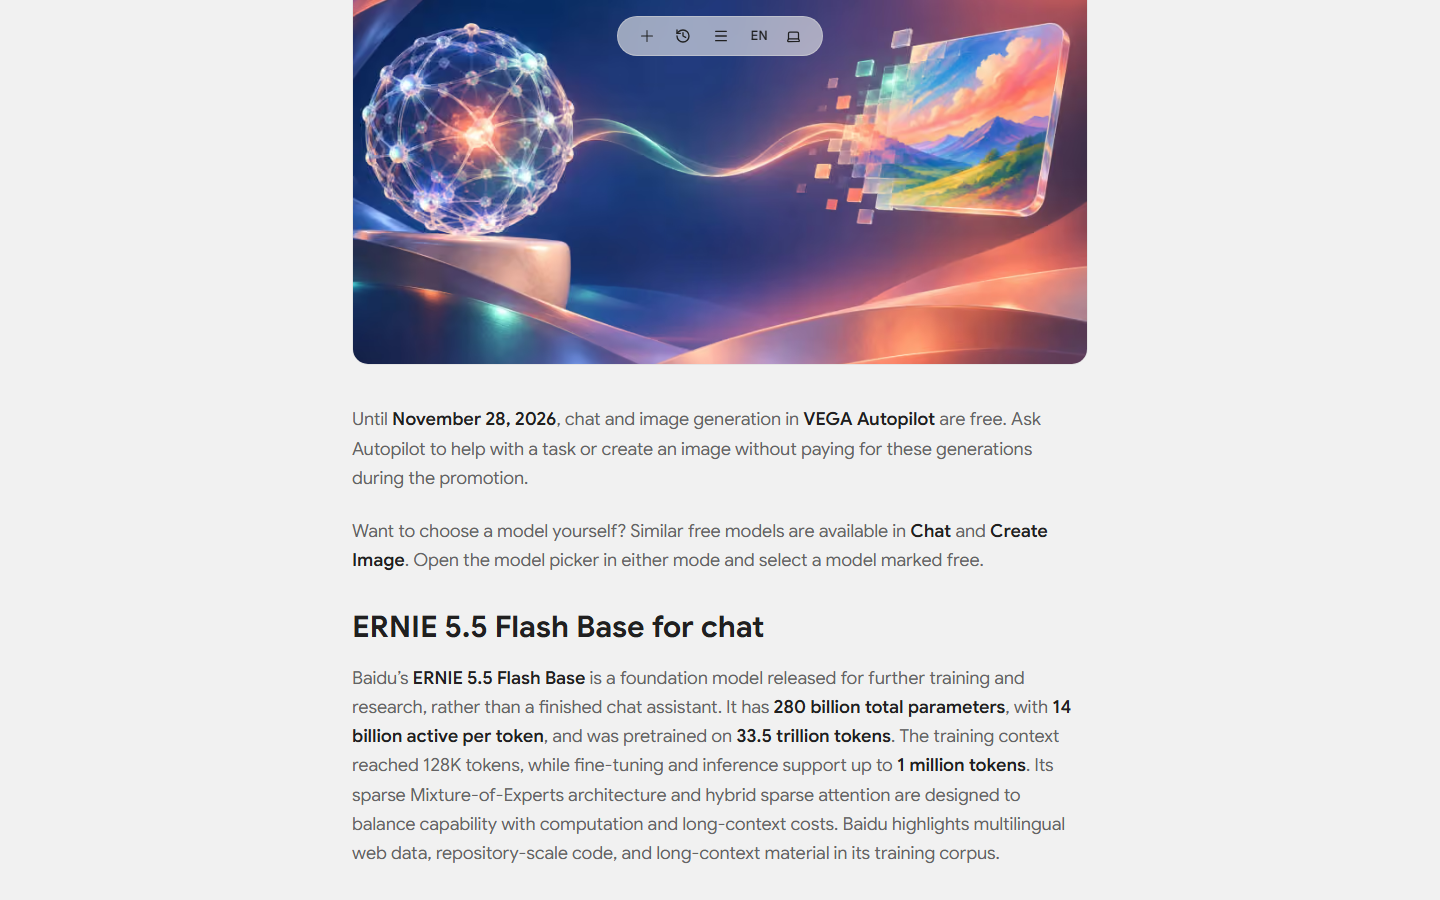 EN
Until November 28, 2026, chat and image generation in VEGA Autopilot are free. Ask
Autopilot to help with a task or create an image without paying for these generations
during the promotion.
Want to choose a model yourself? Similar free models are available in Chat and Create
Image. Open the model picker in either mode and select a model marked free.
ERNIE 5.5 Flash Base for chat
Baidu’s ERNIE 5.5 Flash Base is a foundation model released for further training and
research, rather than a finished chat assistant. It has 280 billion total parameters, with 14
billion active per token, and was pretrained on 33.5 trillion tokens. The training context
reached 128K tokens, while fine-tuning and inference support up to 1 million tokens. Its
sparse Mixture-of-Experts architecture and hybrid sparse attention are designed to
balance capability with computation and long-context costs. Baidu highlights multilingual
web data, repository-scale code, and long-context material in its training corpus.